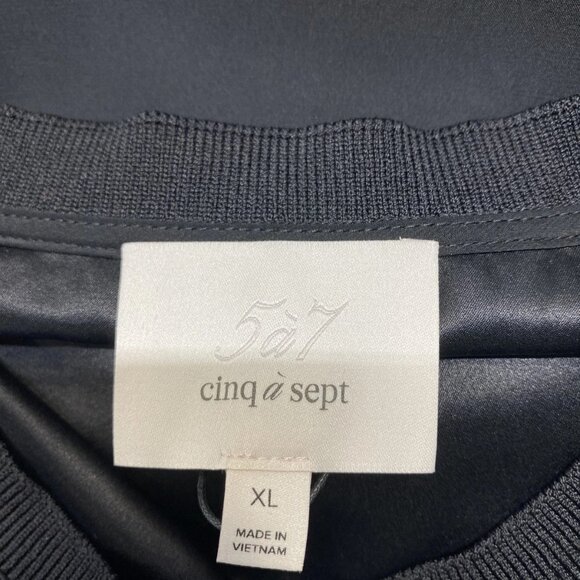 5à7
cinq à sept
XL
MADE IN
VIETNAM